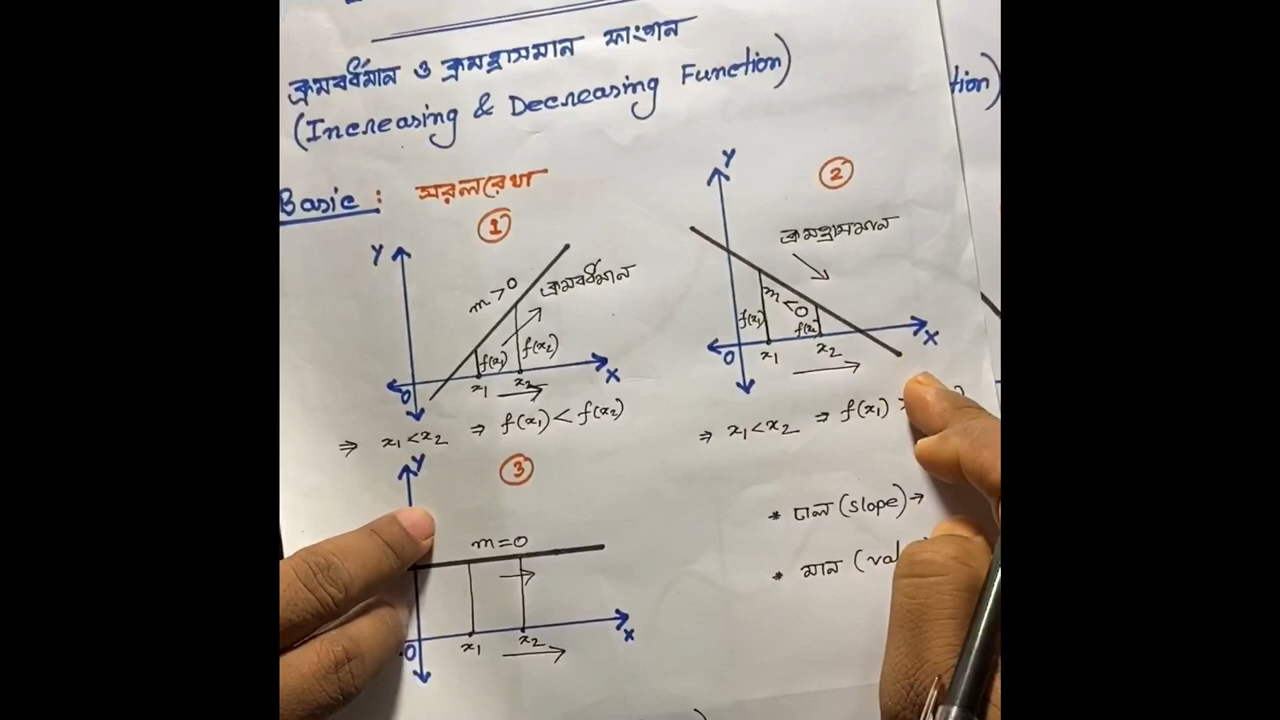 ক্রমবর্ধমান ও ক্রমহ্রাসমান ফাংশন
(Increasing & Decreasing Function)
tion)
Basic : সরলরেখা
①
Y
m > 0
ক্রমবর্ধমান
f(x₁)
f(x₂)
O
x₁
x₂
X
⇒ x₁ < x₂ ⇒ f(x₁) < f(x₂)
②
Y
ক্রমহ্রাসমান
m < 0
f(x₁)
f(x₂
O
x₁
x₂
X
⇒ x₁ < x₂ ⇒ f(x₁) >
③
Y
m = 0
O
x₁
x₂
X
* ঢাল (slope) →
* মান (val